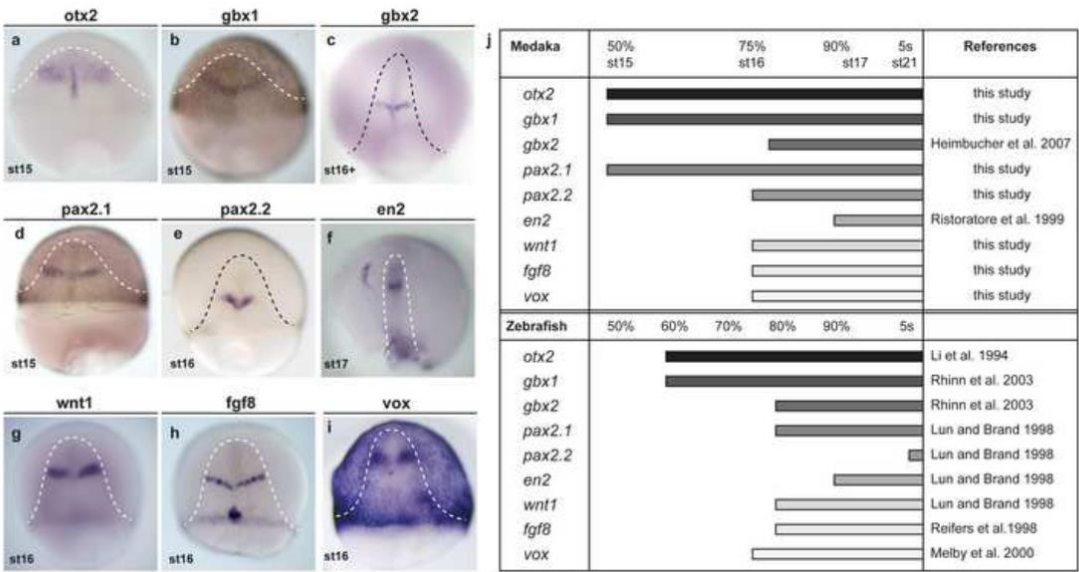 otx2 gbx1 gbx2
a b c
st15 st15 st16+
pax2.1 pax2.2 en2
d e f
st15 st16 st17
wnt1 fgf8 vox
g h i
st16 st16 st16
j
Medaka 50% 75% 90% 5s References
st15 st16 st17 st21
otx2 this study
gbx1 this study
gbx2 Heimbucher et al. 2007
pax2.1 this study
pax2.2 this study
en2 Ristoratore et al. 1999
wnt1 this study
fgf8 this study
vox this study
Zebrafish 50% 60% 70% 80% 90% 5s
otx2 Li et al. 1994
gbx1 Rhinn et al. 2003
gbx2 Rhinn et al. 2003
pax2.1 Lun and Brand 1998
pax2.2 Lun and Brand 1998
en2 Lun and Brand 1998
wnt1 Lun and Brand 1998
fgf8 Reifers et al.1998
vox Melby et al. 2000